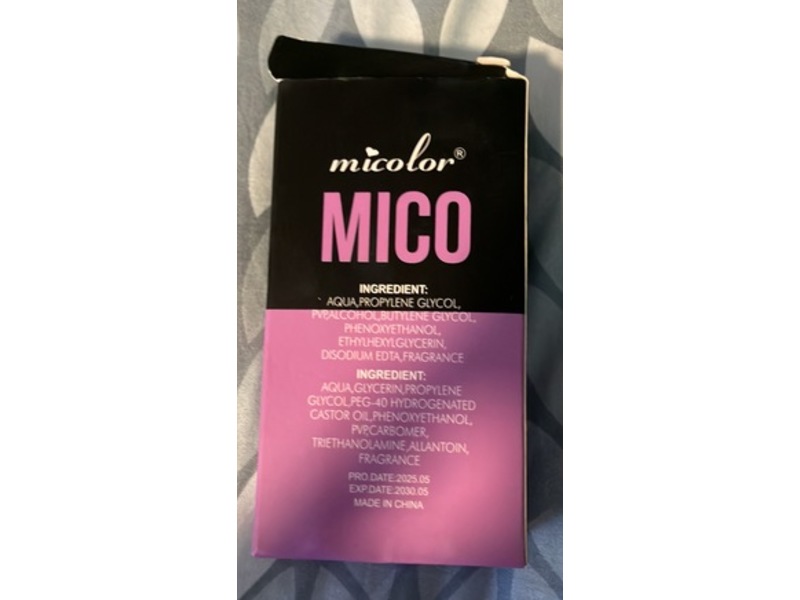 micolor®
MICO
INGREDIENT:
AQUA,PROPYLENE GLYCOL,
PVP,ALCOHOL,BUTYLENE GLYCOL,
PHENOXYETHANOL,
ETHYLHEXYLGLYCERIN,
DISODIUM EDTA,FRAGRANCE
INGREDIENT:
AQUA,GLYCERIN,PROPYLENE
GLYCOL,PEG-40 HYDROGENATED
CASTOR OIL,PHENOXYETHANOL,
PVP,CARBOMER,
TRIETHANOLAMINE,ALLANTOIN,
FRAGRANCE
PRO.DATE:2025.05
EXP.DATE:2030.05
MADE IN CHINA